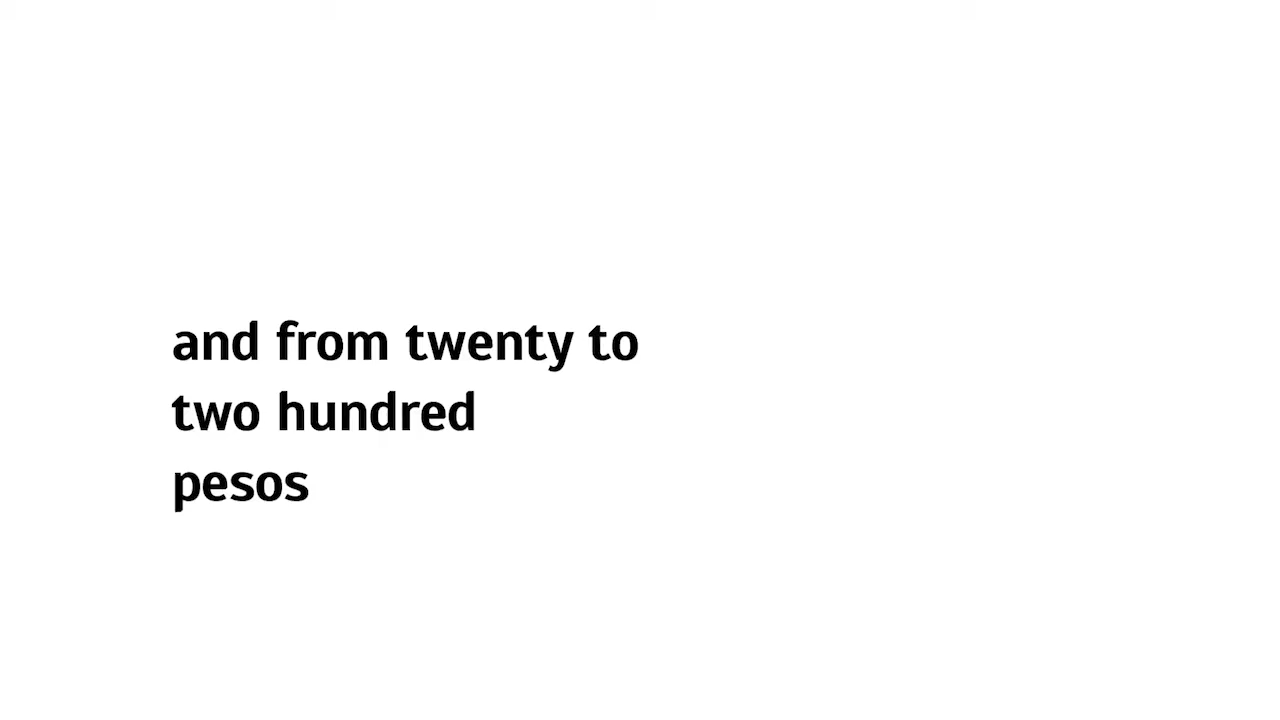 and from twenty to
two hundred
pesos